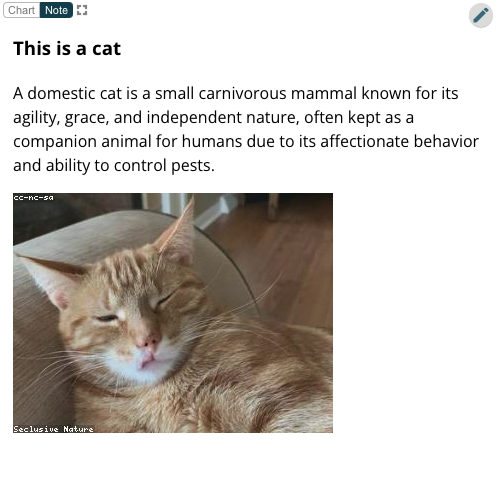 Chart Note
This is a cat
A domestic cat is a small carnivorous mammal known for its
agility, grace, and independent nature, often kept as a
companion animal for humans due to its affectionate behavior
and ability to control pests.
cc-nc-sa
Seclusive Nature